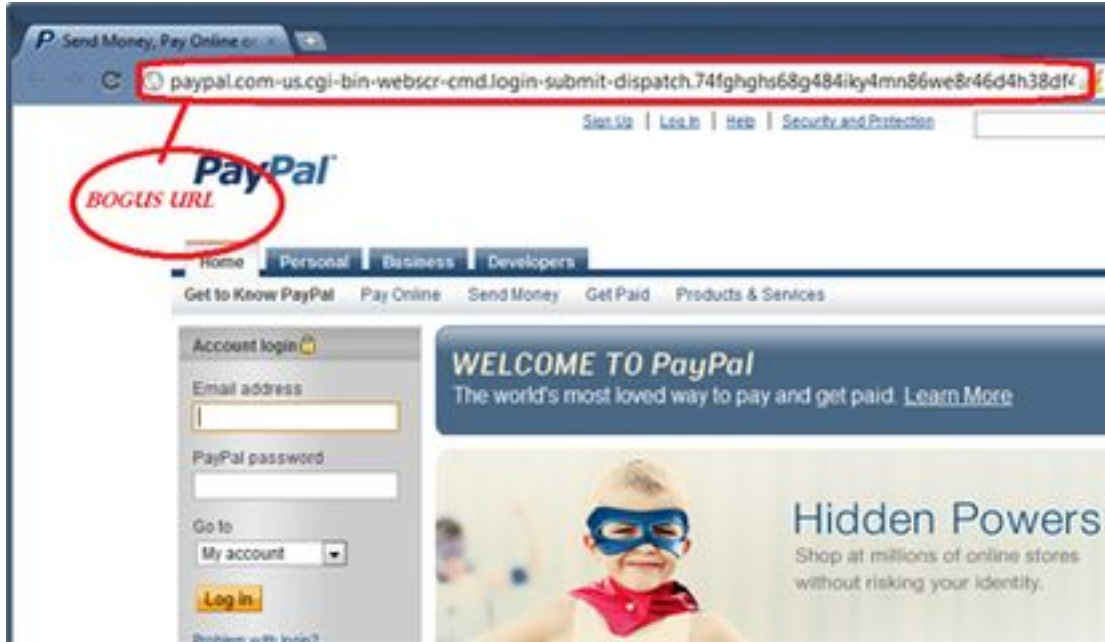 Send Money, Pay Online or
paypal.com-us.cgi-bin-webscr-cmd.login-submit-dispatch.74fghghs68g484iky4mn86we8r46d4h38df4
Sign Up | Log In | Help | Security and Protection
PayPal
BOGUS URL
Home Personal Business Developers
Get to Know PayPal Pay Online Send Money Get Paid Products & Services
Account login
Email address
PayPal password
Go to
My account
Log In
Problem with login?
WELCOME TO PayPal
The world's most loved way to pay and get paid. Learn More
Hidden Powers
Shop at millions of online stores
without risking your identity.